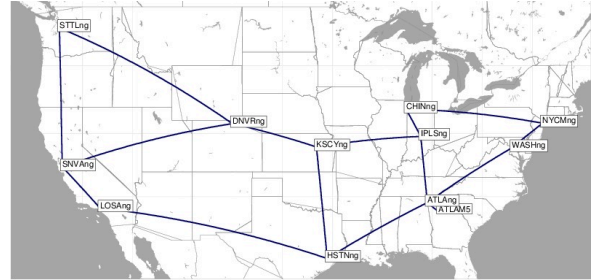 STTLng
CHINng
DNVRng
NYCMng
IPLSng
KSCYng
WASHng
SNVAng
ATLAng
LOSAng
ATLAM5
HSTNng